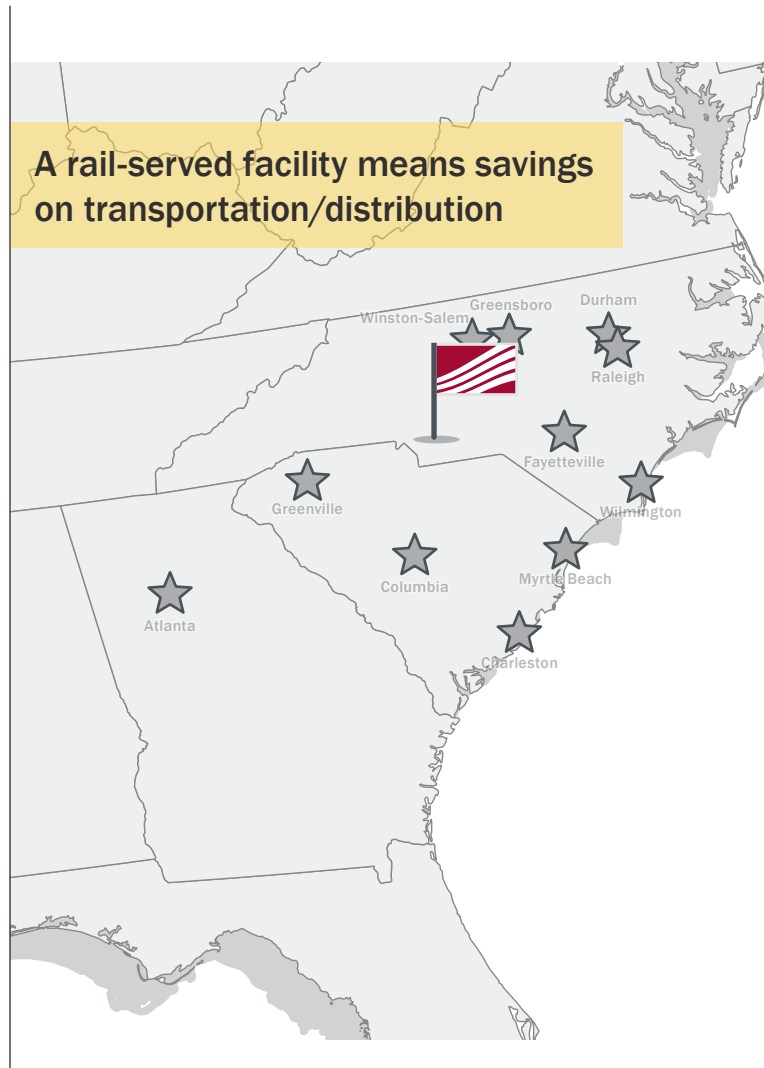 A rail-served facility means savings
on transportation/distribution
Greensboro
Durham
Winston-Salem
Raleigh
Fayetteville
Greenville
Wilmington
Columbia
Myrtle Beach
Atlanta
Charleston